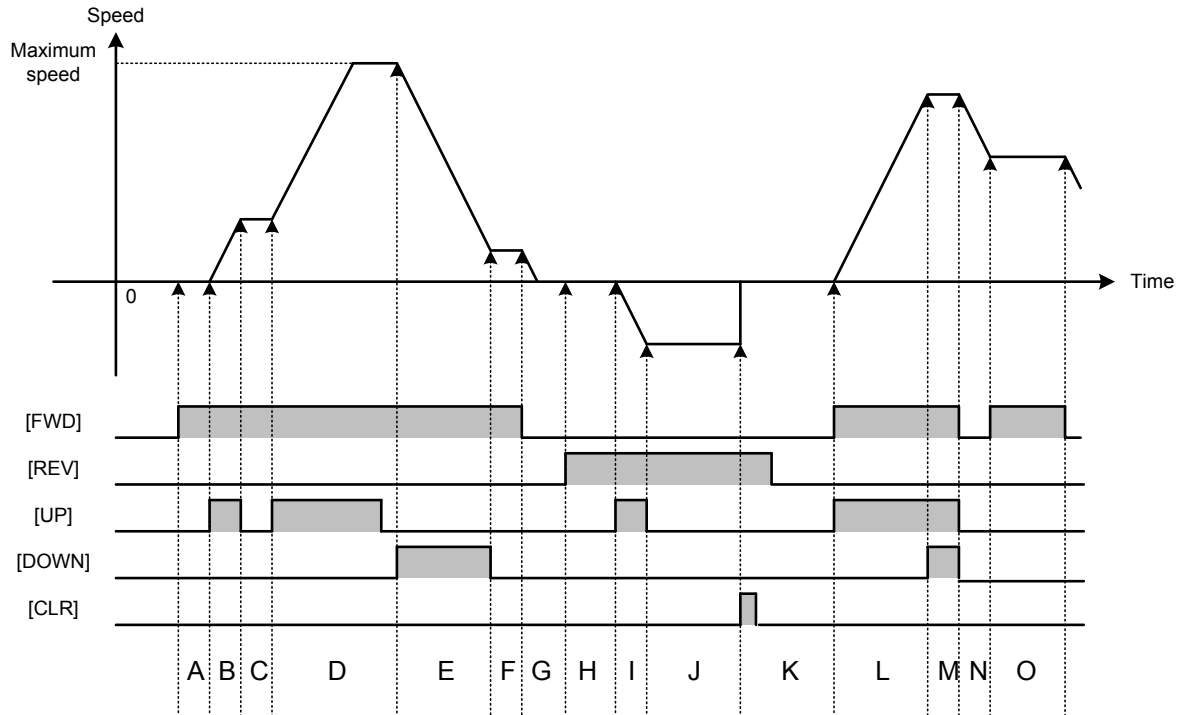 Speed
Maximum
speed
0
Time
[FWD]
[REV]
[UP]
[DOWN]
[CLR]
A B C D E F G H I J K L M N O